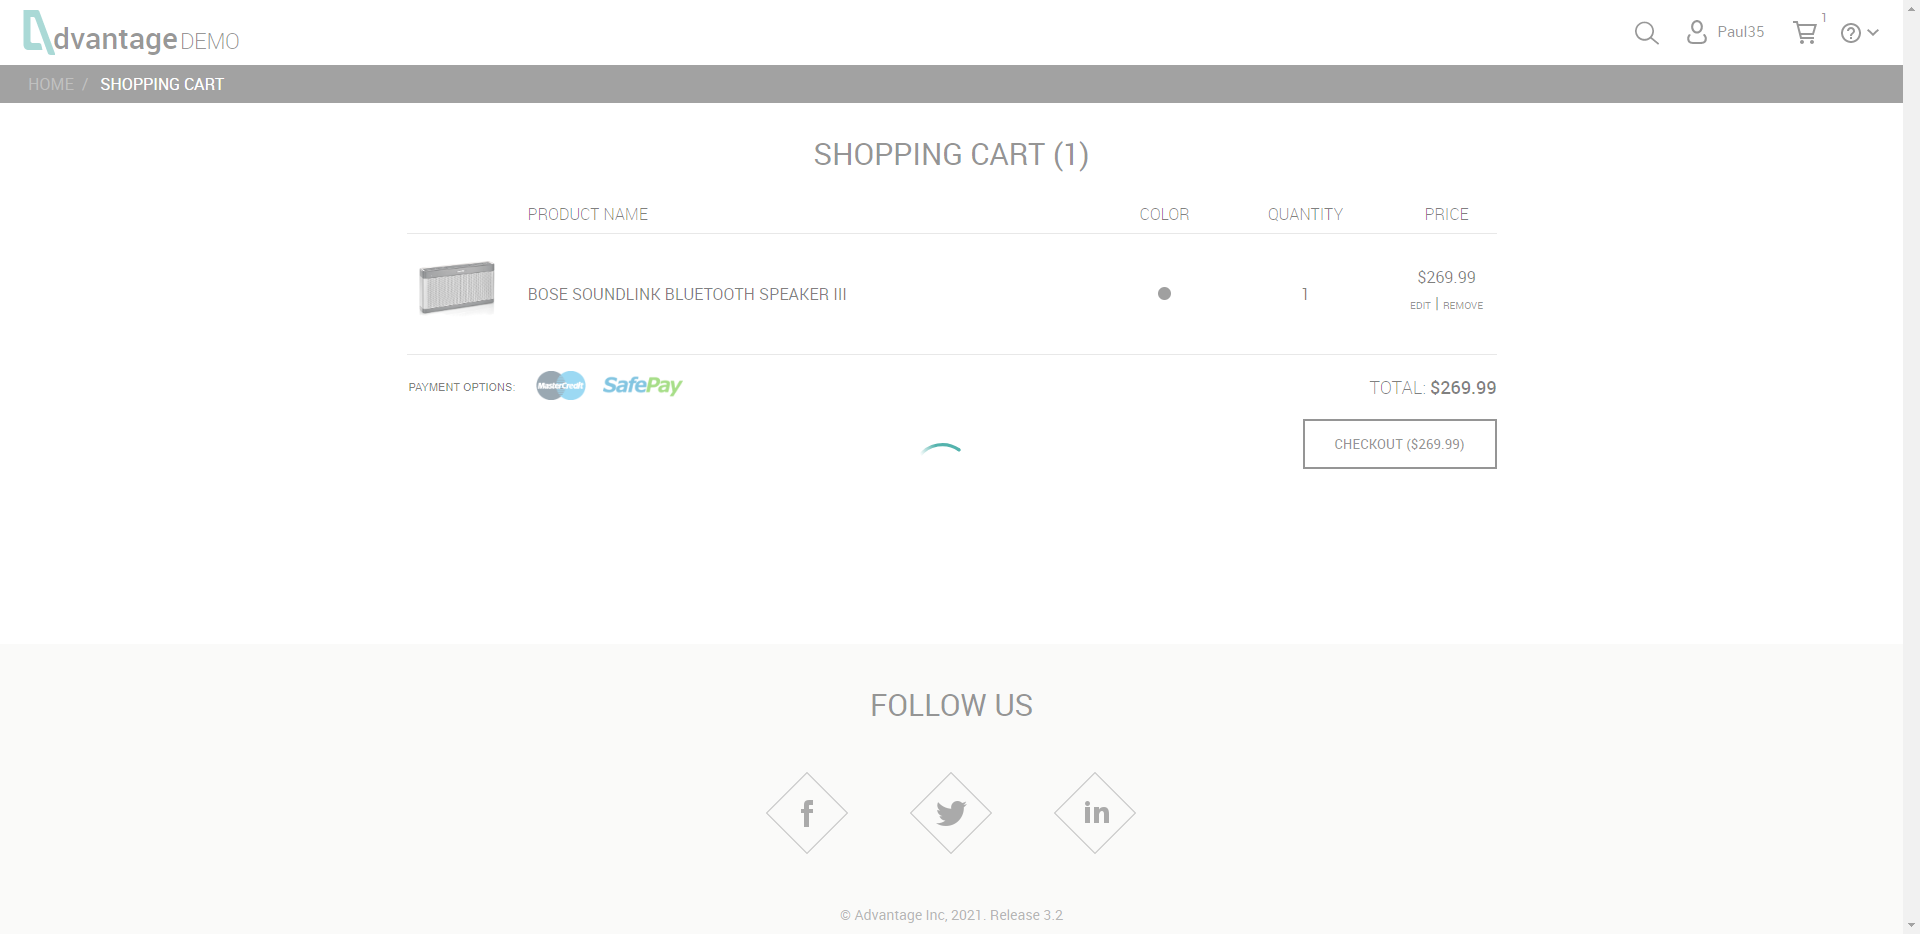 dvantage DEMO
Paul35
1
HOME / SHOPPING CART
SHOPPING CART (1)
PRODUCT NAME COLOR QUANTITY PRICE
BOSE SOUNDLINK BLUETOOTH SPEAKER III 1 $269.99
EDIT | REMOVE
PAYMENT OPTIONS: MasterCredit SafePay TOTAL: $269.99
CHECKOUT ($269.99)
FOLLOW US
f
in
© Advantage Inc, 2021. Release 3.2